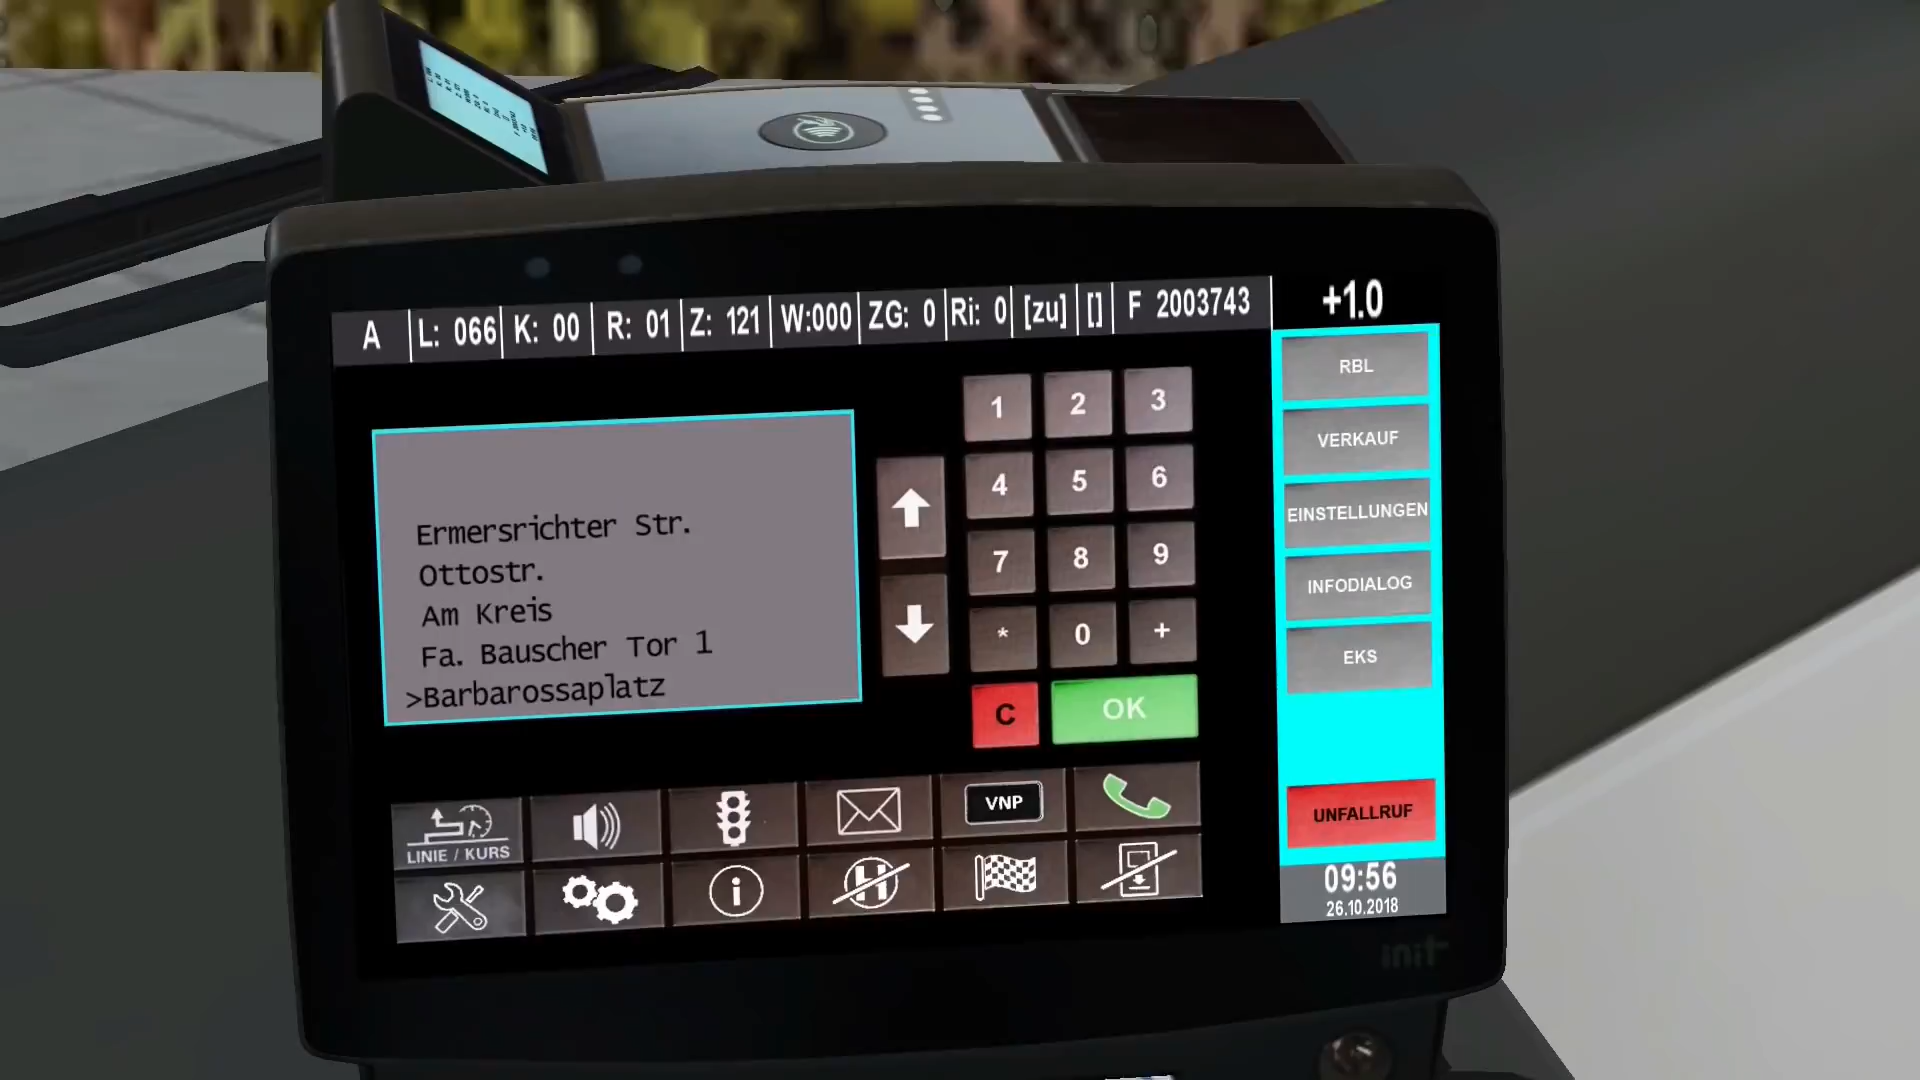 A L: 066 K: 00 R: 01 Z: 121 W:000 ZG: 0 Ri: 0 [zu] [] F 2003743
+1.0
Ermersrichter Str.
Ottostr.
Am Kreis
Fa. Bauscher Tor 1
>Barbarossaplatz
1 2 3
4 5 6
7 8 9
* 0 +
C OK
RBL
VERKAUF
EINSTELLUNGEN
INFODIALOG
EKS
UNFALLRUF
LINIE / KURS
VNP
09:56
26.10.2018
init